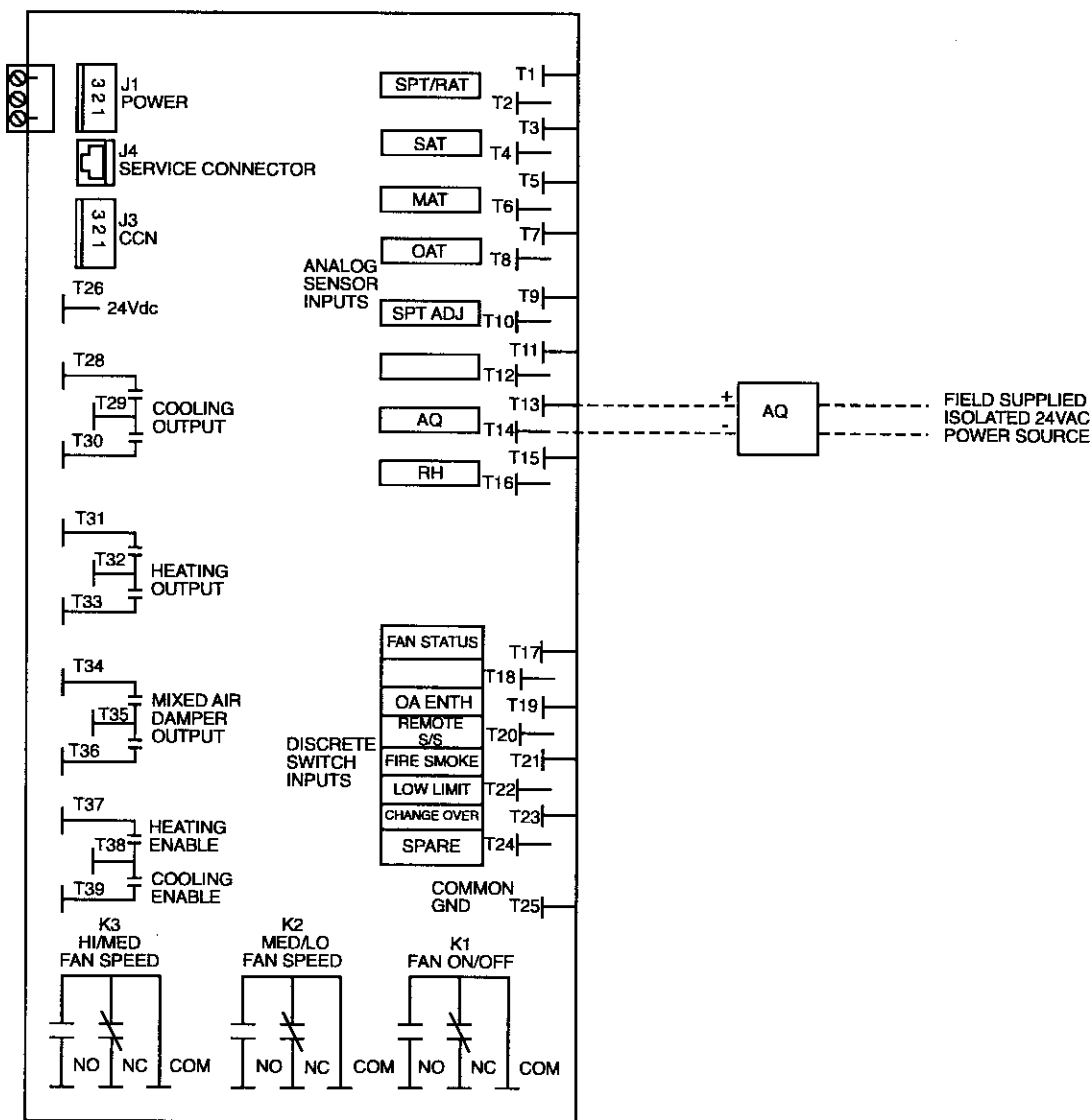 3 2 1
J1
POWER
J4
SERVICE CONNECTOR
3 2 1
J3
CCN
T26
24Vdc
T28
T29
T30
COOLING
OUTPUT
T31
T32
T33
HEATING
OUTPUT
T34
T35
T36
MIXED AIR
DAMPER
OUTPUT
T37
T38
T39
HEATING
ENABLE
COOLING
ENABLE
ANALOG
SENSOR
INPUTS
SPT/RAT
T1
T2
SAT
T3
T4
MAT
T5
T6
OAT
T7
T8
SPT ADJ
T9
T10
T11
T12
AQ
T13
T14
RH
T15
T16
+
-
AQ
FIELD SUPPLIED
ISOLATED 24VAC
POWER SOURCE
DISCRETE
SWITCH
INPUTS
FAN STATUS
T17
T18
OA ENTH
T19
REMOTE
S/S
T20
FIRE SMOKE
T21
LOW LIMIT
T22
CHANGE OVER
T23
SPARE
T24
COMMON
GND
T25
K3
HI/MED
FAN SPEED
NO
NC
COM
K2
MED/LO
FAN SPEED
NO
NC
COM
K1
FAN ON/OFF
NO
NC
COM